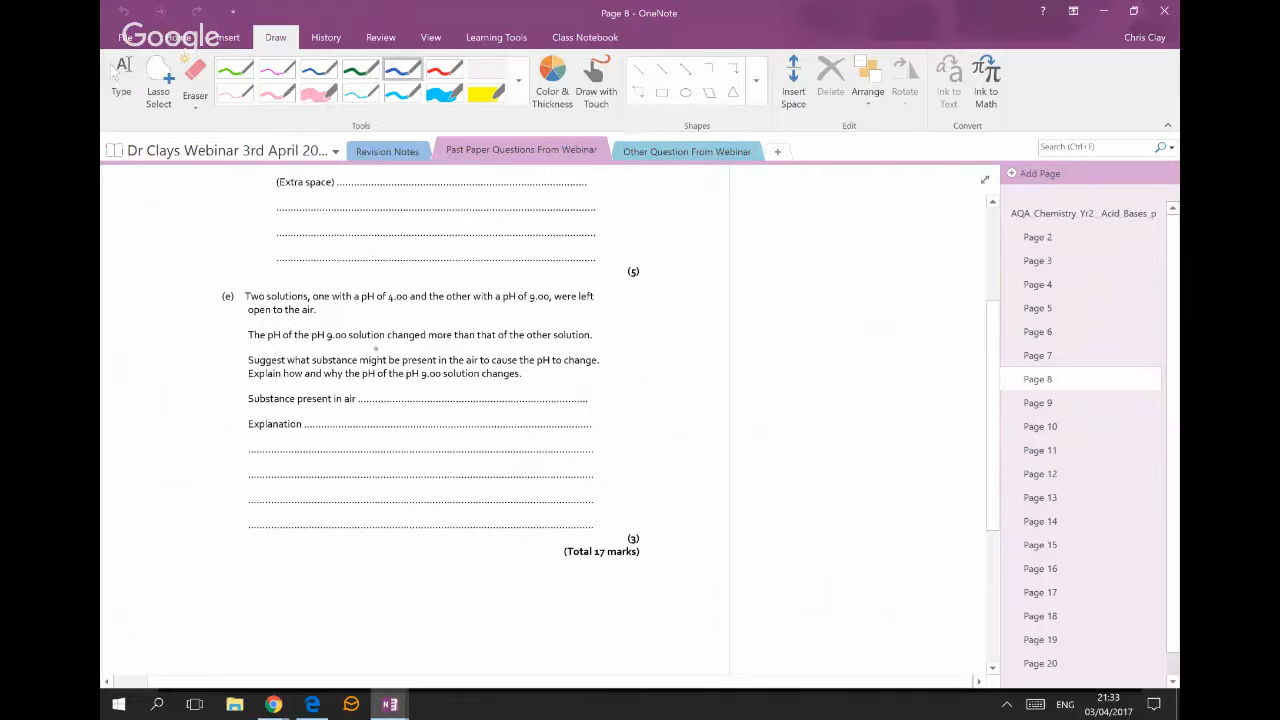 Page 8 - OneNote
?
Google
File
Home
Insert
Draw
History
Review
View
Learning Tools
Class Notebook
Chris Clay
Type
Lasso
Select
Eraser
Color &
Thickness
Draw with
Touch
Insert
Space
Delete
Arrange
Rotate
Ink to
Text
Ink to
Math
Tools
Shapes
Edit
Convert
Dr Clays Webinar 3rd April 20...
Revision Notes
Past Paper Questions From Webinar
Other Question From Webinar
Search (Ctrl+E)
Add Page
AQA_Chemistry_Yr2__Acid_Bases_p
Page 2
Page 3
Page 4
Page 5
Page 6
Page 7
Page 8
Page 9
Page 10
Page 11
Page 12
Page 13
Page 14
Page 15
Page 16
Page 17
Page 18
Page 19
Page 20
(Extra space) ....................................................................................
(5)
(e) Two solutions, one with a pH of 4.00 and the other with a pH of 9.00, were left
open to the air.
The pH of the pH 9.00 solution changed more than that of the other solution.
Suggest what substance might be present in the air to cause the pH to change.
Explain how and why the pH of the pH 9.00 solution changes.
Substance present in air ..............................................................................
Explanation ..................................................................................................
(3)
(Total 17 marks)
ENG
21:33
03/04/2017